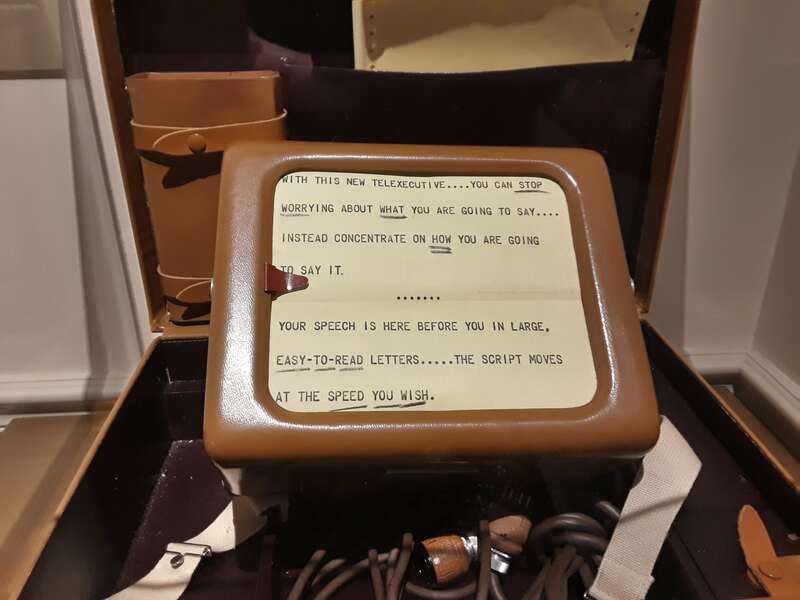 WITH THIS NEW TELEXECUTIVE....YOU CAN STOP
WORRYING ABOUT WHAT YOU ARE GOING TO SAY....
INSTEAD CONCENTRATE ON HOW YOU ARE GOING
TO SAY IT.
.......
YOUR SPEECH IS HERE BEFORE YOU IN LARGE,
EASY-TO-READ LETTERS.....THE SCRIPT MOVES
AT THE SPEED YOU WISH.